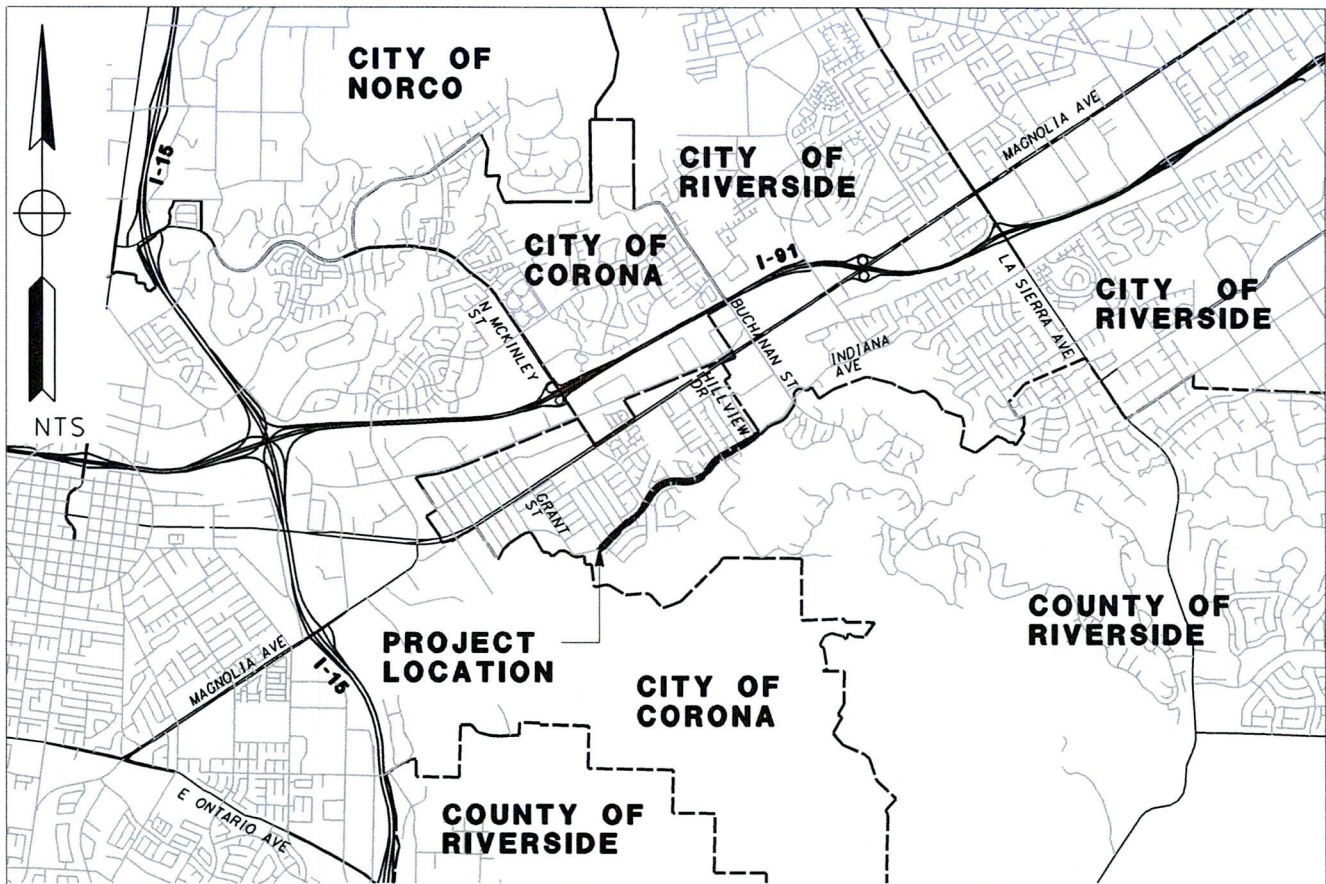 CITY OF
NORCO
I-15
MAGNOLIA AVE
CITY OF
RIVERSIDE
CITY OF
CORONA
I-91
N MCKINLEY
ST
BUCHANAN ST
LA SIERRA AVE
CITY OF
RIVERSIDE
INDIANA
AVE
HILLVIEW
DR
NTS
GRANT
ST
COUNTY OF
RIVERSIDE
PROJECT
LOCATION
MAGNOLIA AVE
I-15
CITY OF
CORONA
E ONTARIO AVE
COUNTY OF
RIVERSIDE